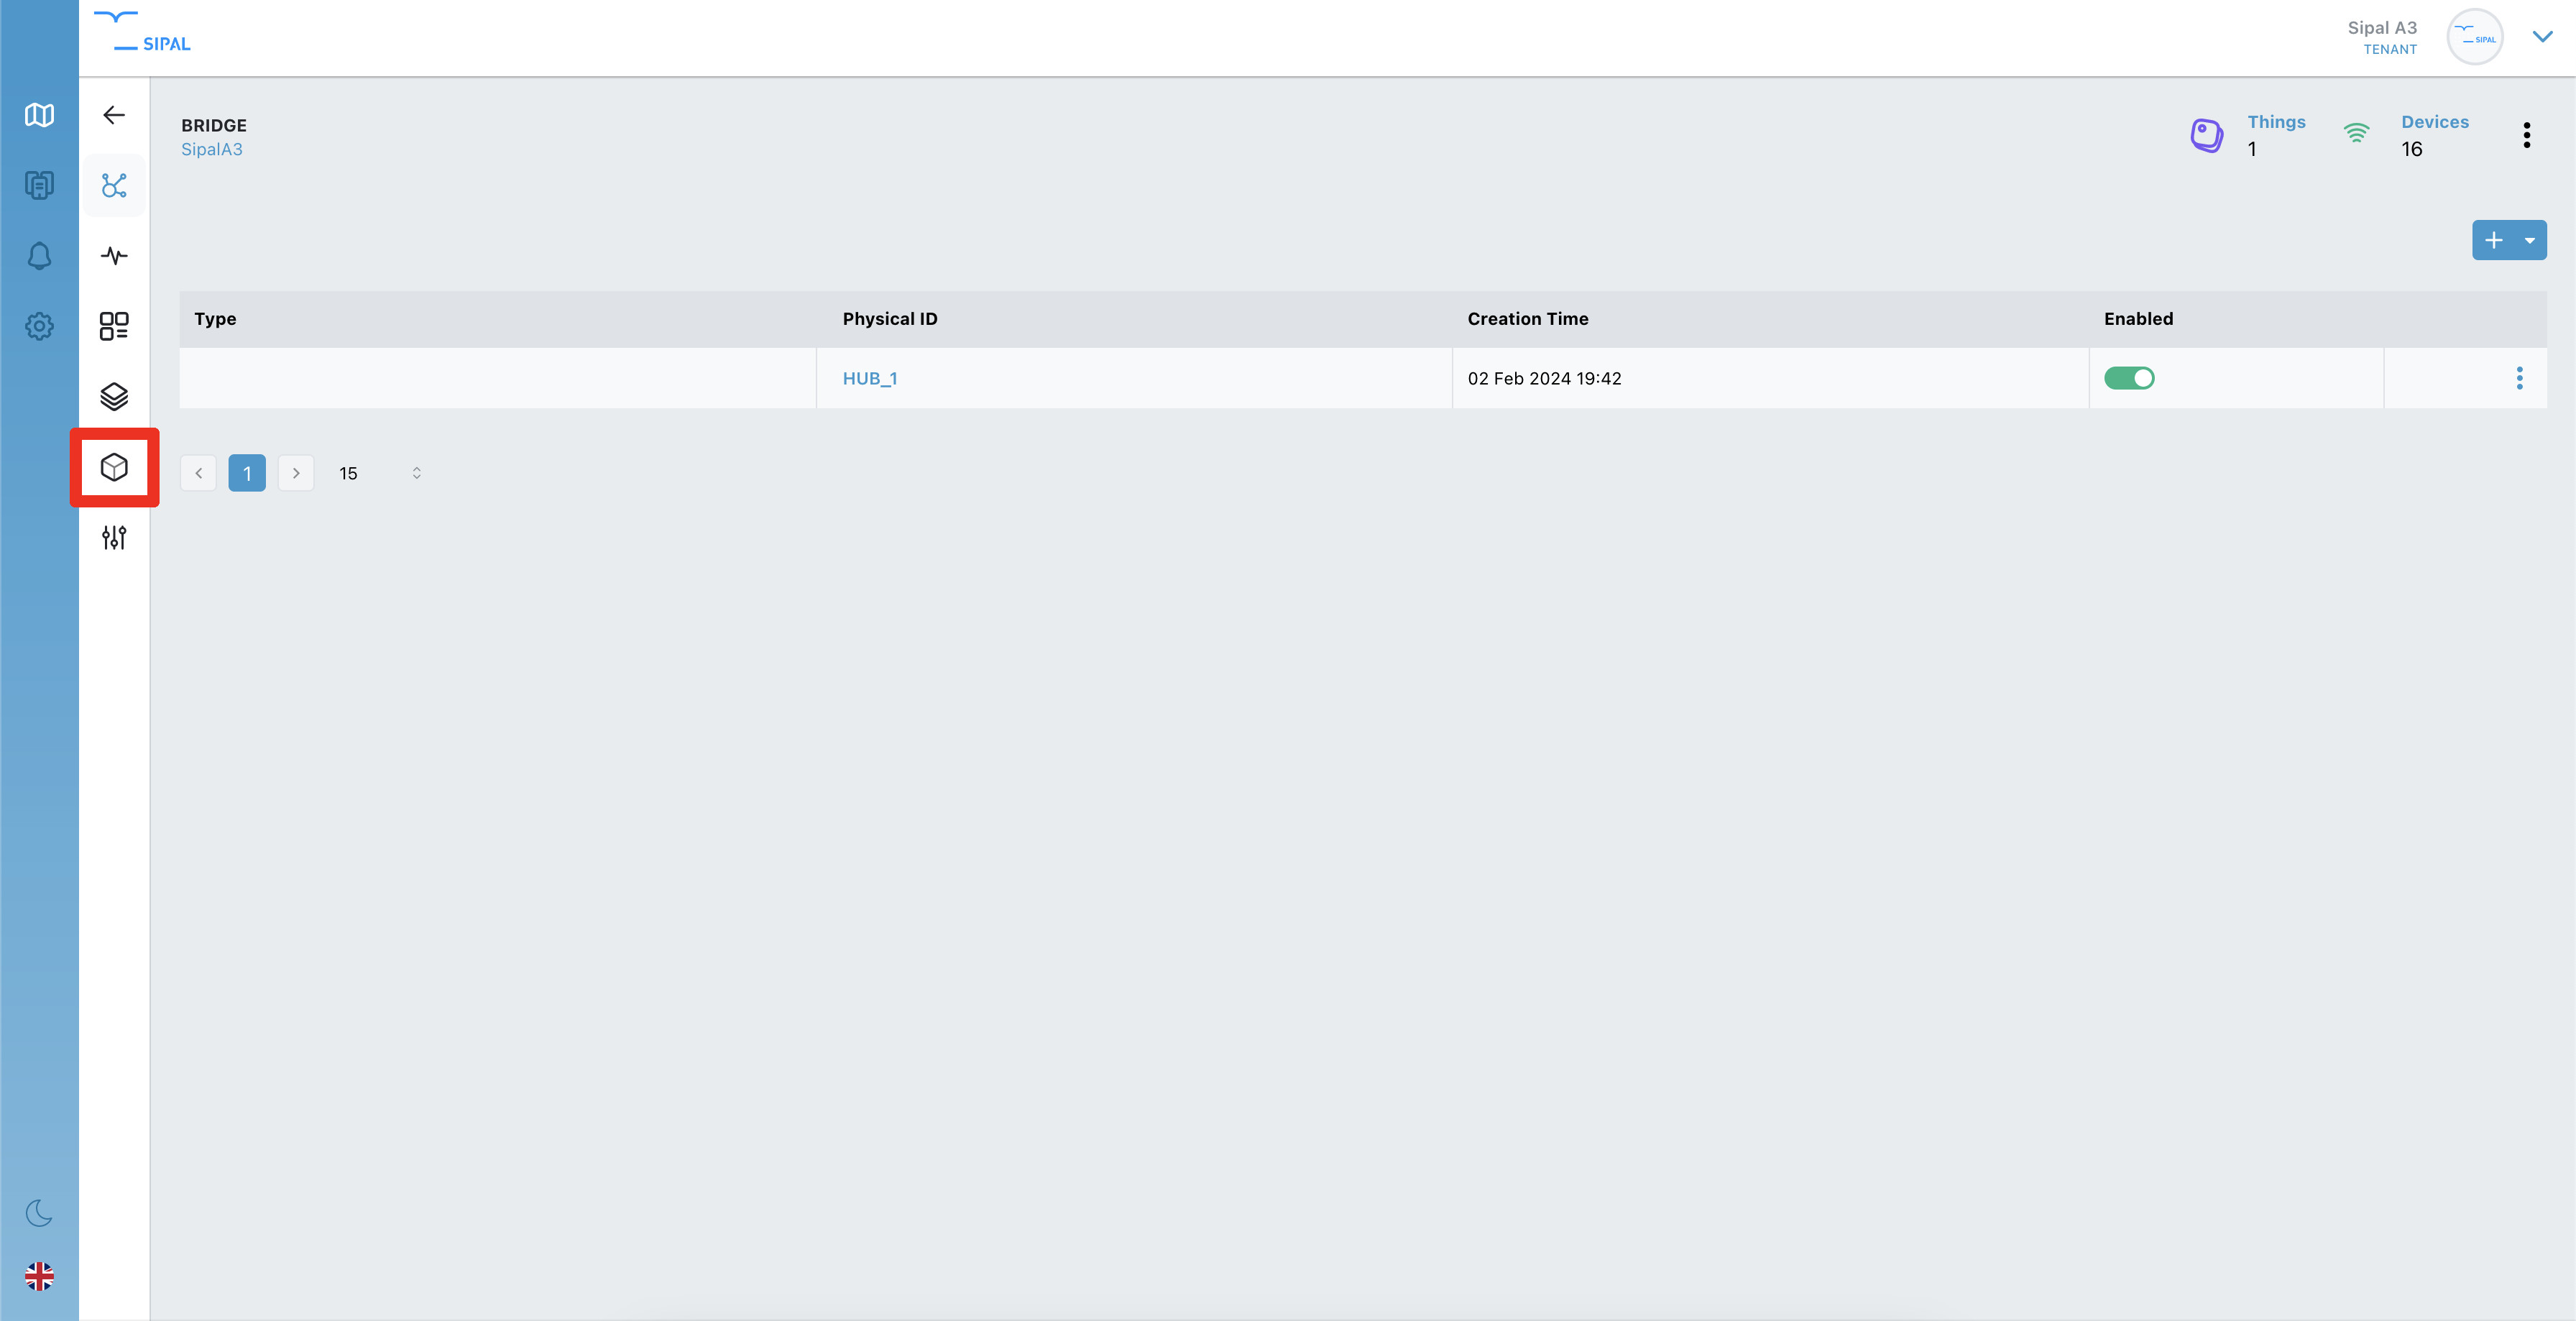 SIPAL
Sipal A3
TENANT
SIPAL
BRIDGE
SipalA3
Things
1
Devices
16
Type Physical ID Creation Time Enabled
HUB_1 02 Feb 2024 19:42
1 15